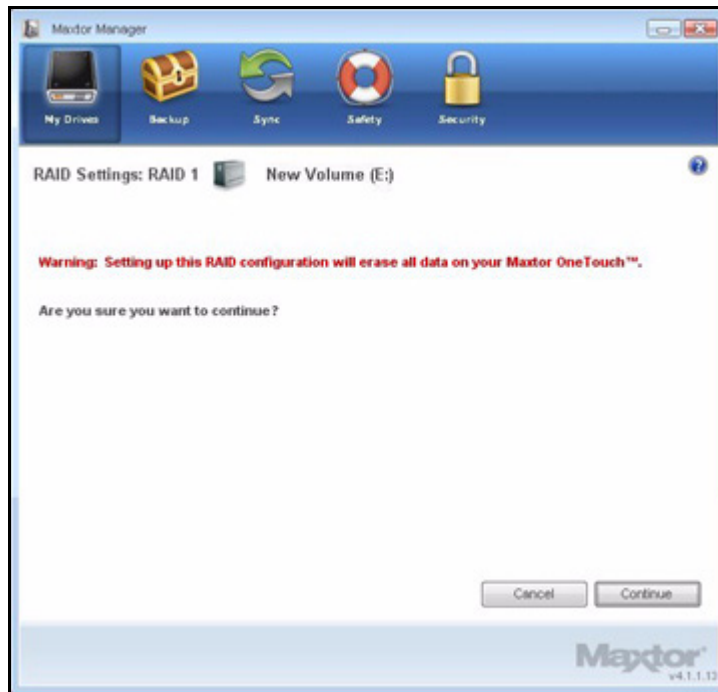 Maxtor Manager
My Drives Backup Sync Safety Security
RAID Settings: RAID 1 New Volume (E:)
Warning: Setting up this RAID configuration will erase all data on your Maxtor OneTouch™.
Are you sure you want to continue?
Cancel Continue
Maxtor